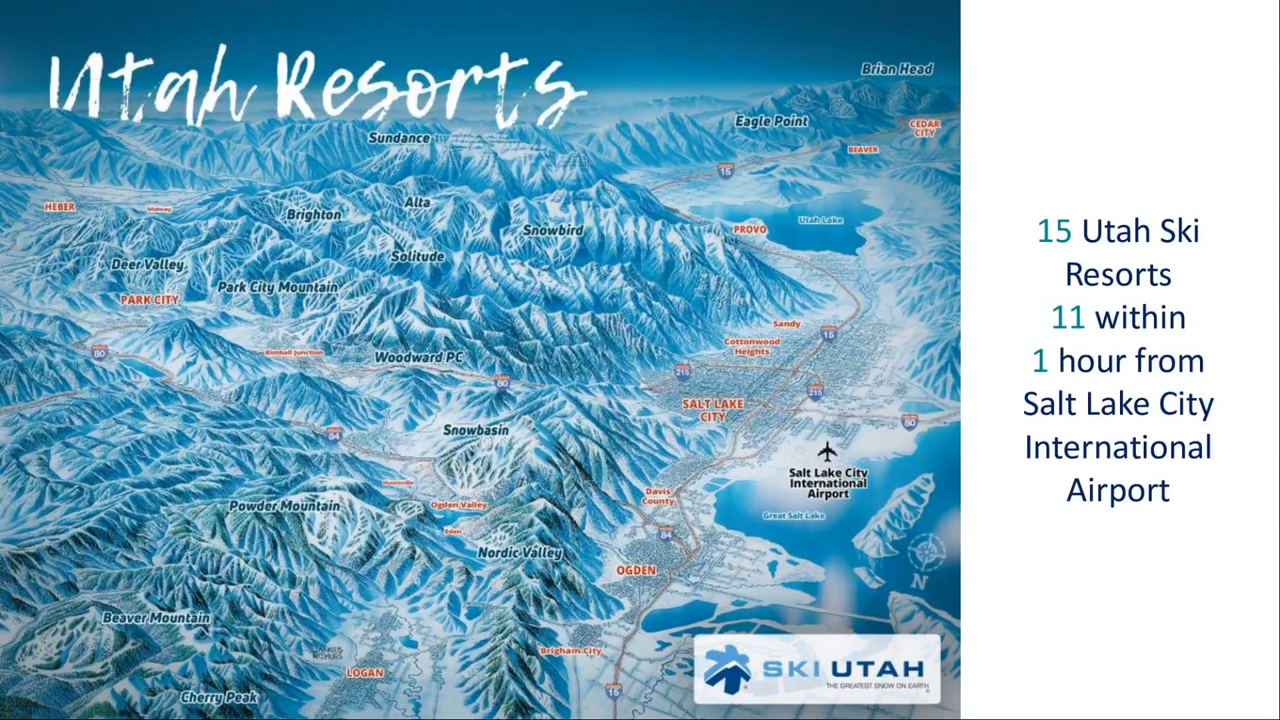 Utah Resorts
Brian Head
Eagle Point
CEDAR
CITY
Sundance
BEAVER
15
HEBER
Midway
Alta
Brighton
Utah Lake
Snowbird
PROVO
Solitude
Deer Valley
Park City Mountain
PARK CITY
Sandy
15
Cottonwood
Heights
80
Kimball Junction
Woodward PC
215
80
215
SALT LAKE
CITY
80
Snowbasin
84
Salt Lake City
International
Airport
Huntsville
Davis
County
Powder Mountain
Ogden Valley
Great Salt Lake
Eden
84
Nordic Valley
N
OGDEN
Beaver Mountain
Brigham City
LOGAN
15
Cherry Peak
SKI UTAH
THE GREATEST SNOW ON EARTH
®
15 Utah Ski
Resorts
11 within
1 hour from
Salt Lake City
International
Airport